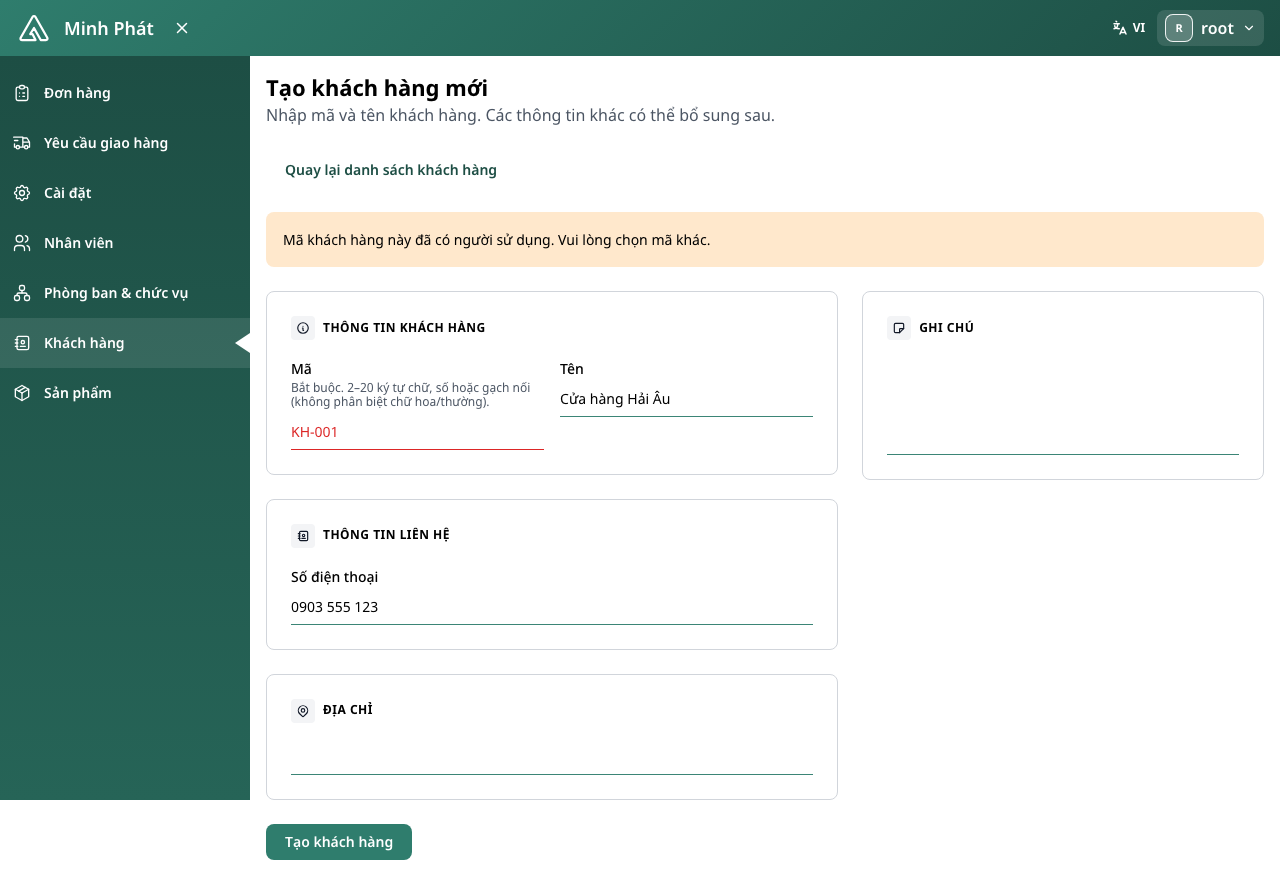 Minh Phát
VI
R
root
Đơn hàng
Yêu cầu giao hàng
Cài đặt
Nhân viên
Phòng ban & chức vụ
Khách hàng
Sản phẩm
Tạo khách hàng mới
Nhập mã và tên khách hàng. Các thông tin khác có thể bổ sung sau.
Quay lại danh sách khách hàng
Mã khách hàng này đã có người sử dụng. Vui lòng chọn mã khác.
THÔNG TIN KHÁCH HÀNG
Mã
Bắt buộc. 2–20 ký tự chữ, số hoặc gạch nối
(không phân biệt chữ hoa/thường).
KH-001
Tên
Cửa hàng Hải Âu
GHI CHÚ
THÔNG TIN LIÊN HỆ
Số điện thoại
0903 555 123
ĐỊA CHỈ
Tạo khách hàng